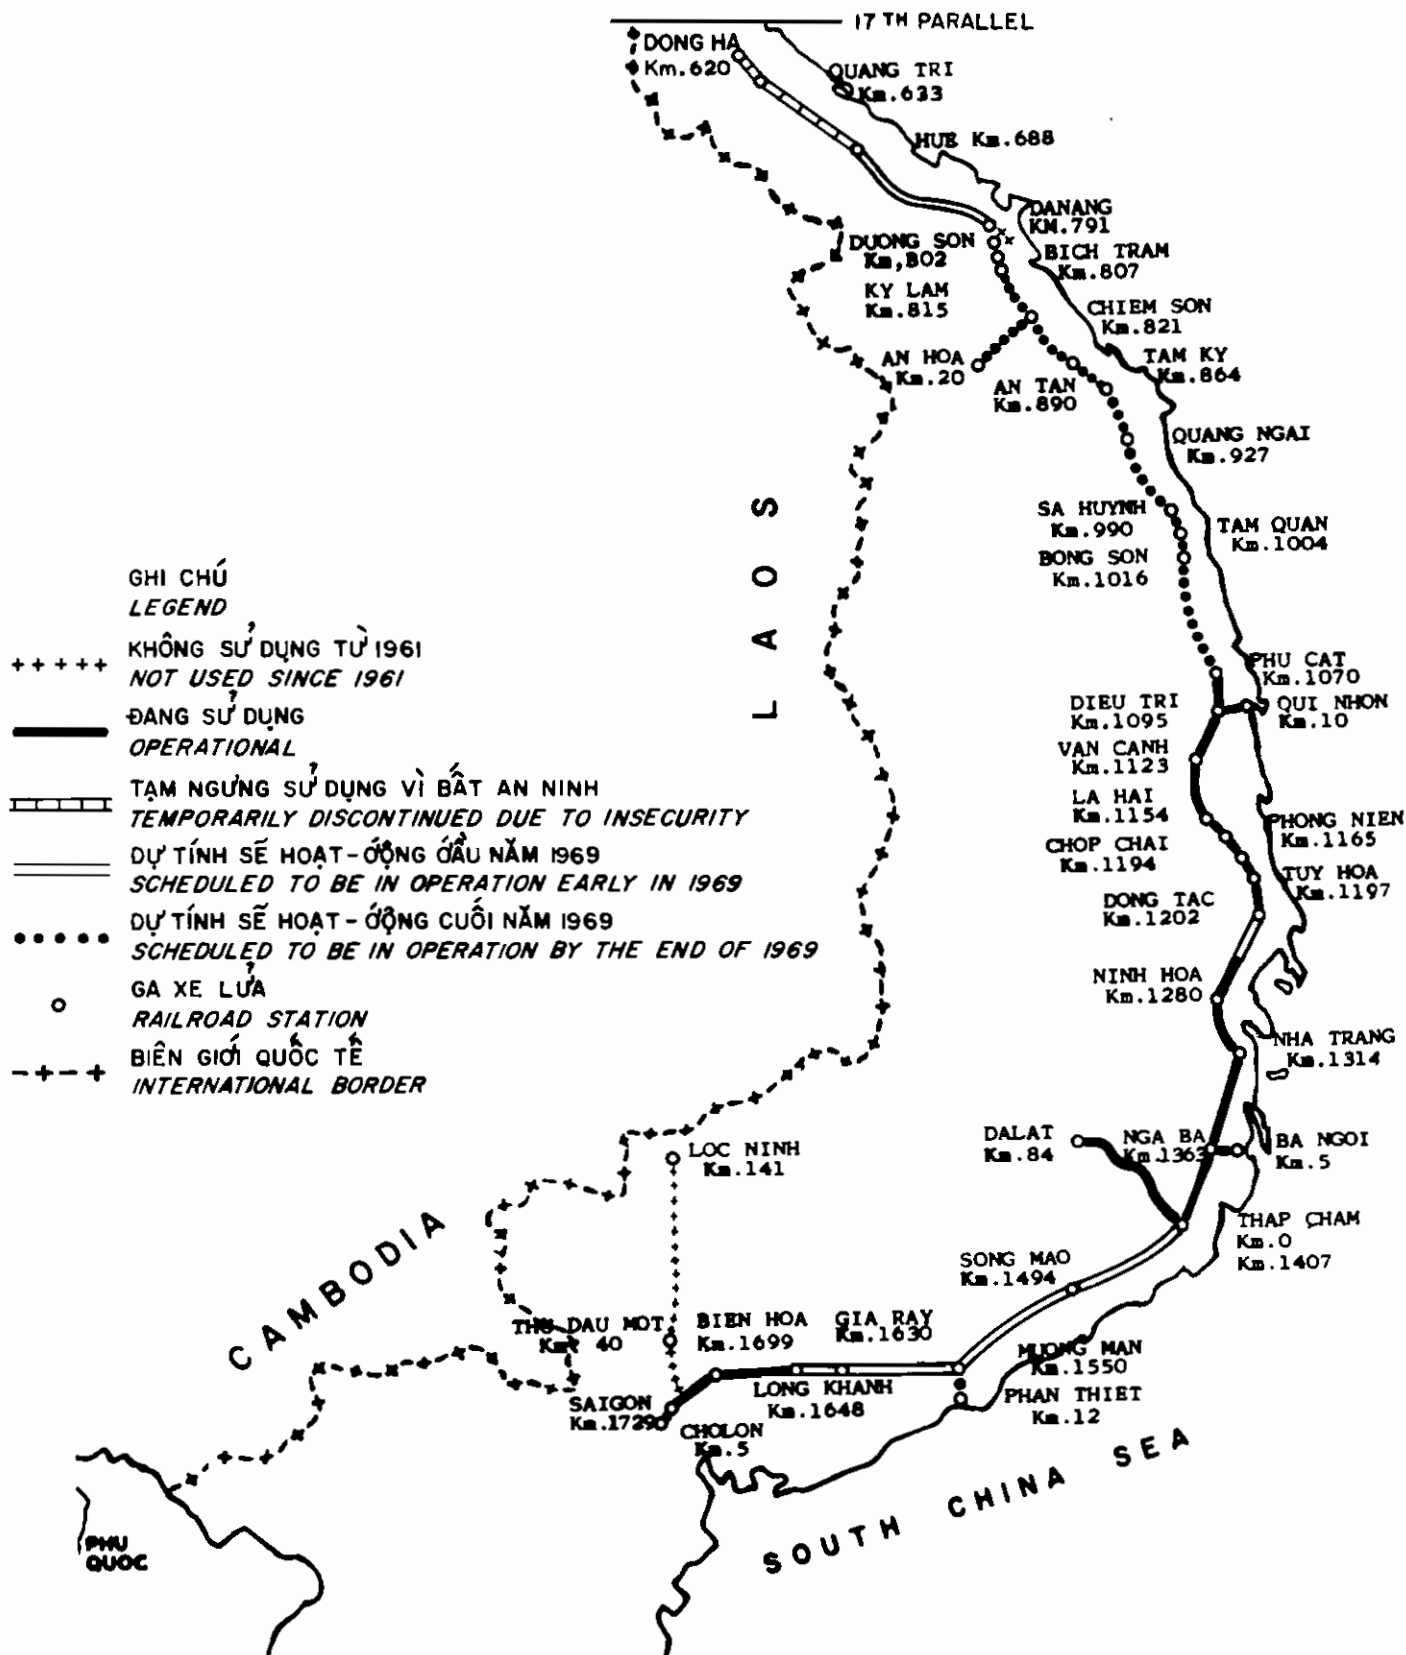 17 TH PARALLEL
DONG HA
Km.620
QUANG TRI
Km.633
HUE Km.688
DANANG
KM.791
DUONG SON
Km,802
BICH TRAM
Km.807
KY LAM
Km.815
CHIEM SON
Km.821
AN HOA
Km.20
TAM KY
Km.864
AN TAN
Km.890
QUANG NGAI
Km.927
SA HUYNH
Km.990
TAM QUAN
Km.1004
BONG SON
Km.1016
LAOS
GHI CHÚ
LEGEND
KHÔNG SỬ DỤNG TỪ 1961
NOT USED SINCE 1961
ĐANG SỬ DỤNG
OPERATIONAL
TẠM NGƯNG SỬ DỤNG VÌ BẤT AN NINH
TEMPORARILY DISCONTINUED DUE TO INSECURITY
DỰ TÍNH SẼ HOẠT-ĐỘNG ĐẦU NĂM 1969
SCHEDULED TO BE IN OPERATION EARLY IN 1969
DỰ TÍNH SẼ HOẠT-ĐỘNG CUỐI NĂM 1969
SCHEDULED TO BE IN OPERATION BY THE END OF 1969
GA XE LỬA
RAILROAD STATION
BIÊN GIỚI QUỐC TẾ
INTERNATIONAL BORDER
PHU CAT
Km.1070
DIEU TRI
Km.1095
QUI NHON
Km.10
VAN CANH
Km.1123
LA HAI
Km.1154
PHONG NIEN
Km.1165
CHOP CHAI
Km.1194
TUY HOA
Km.1197
DONG TAC
Km.1202
NINH HOA
Km.1280
NHA TRANG
Km.1314
DALAT
Km.84
NGA BA
Km.1363
BA NGOI
Km.5
LOC NINH
Km.141
THAP CHAM
Km.0
Km.1407
SONG MAO
Km.1494
CAMBODIA
THU DAU MOT
Km 40
BIEN HOA
Km.1699
GIA RAY
Km.1630
MUONG MAN
Km.1550
LONG KHANH
Km.1648
PHAN THIET
Km.12
SAIGON
Km.1729
CHOLON
Km.5
SOUTH CHINA SEA
PHU
QUOC